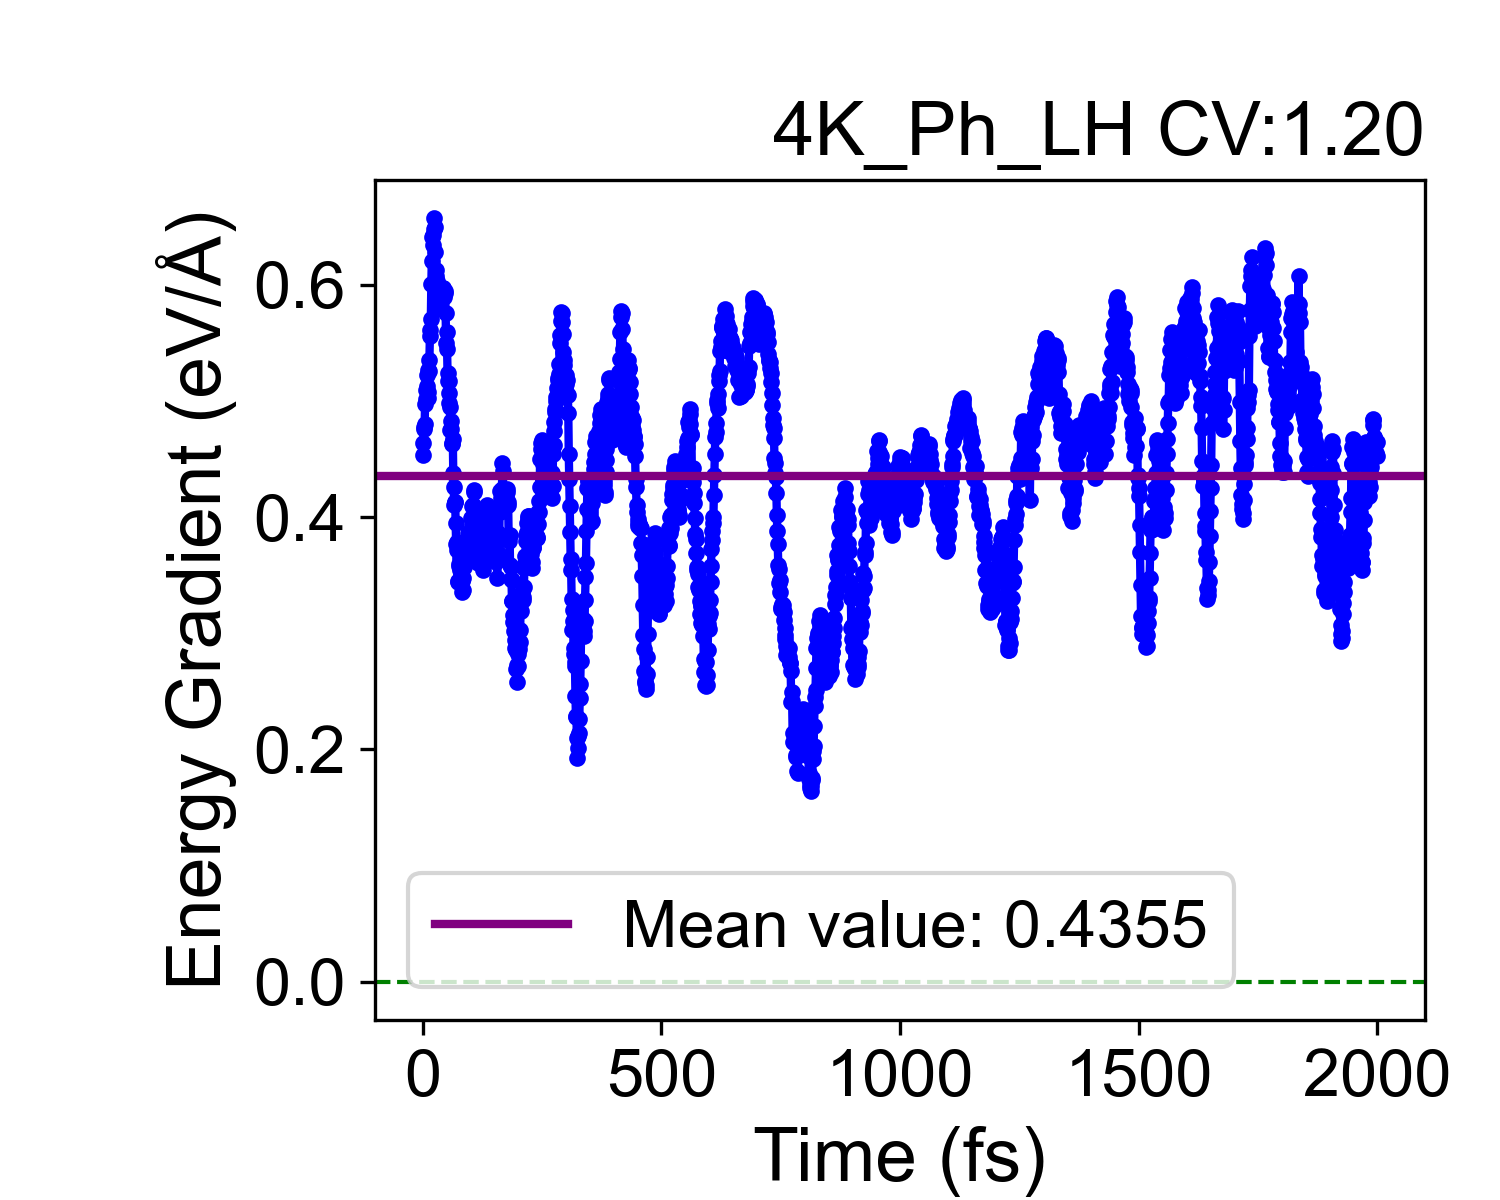 4K_Ph_LH CV:1.20
Energy Gradient (eV/Å)
0.6
0.4
0.2
0.0
Mean value: 0.4355
0 500 1000 1500 2000
Time (fs)